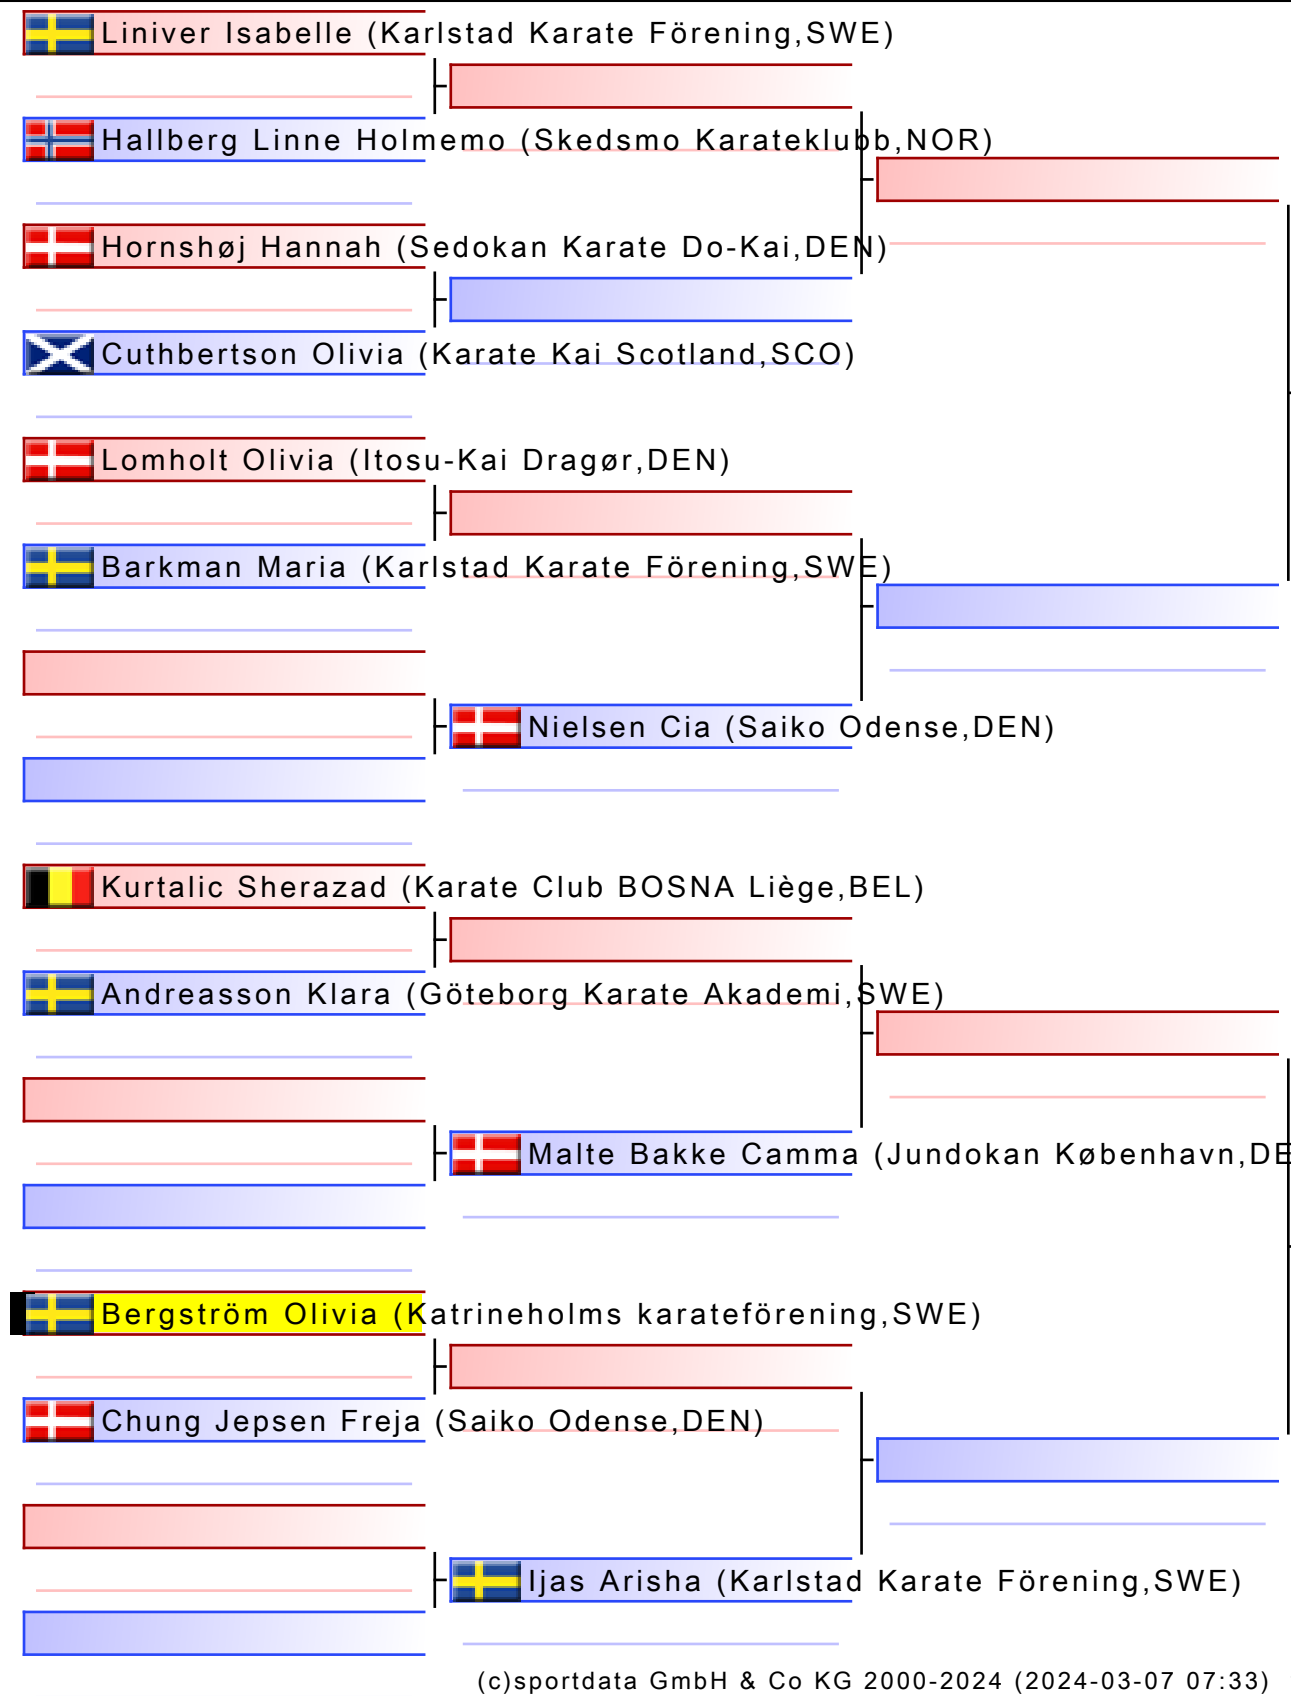 Liniver Isabelle (Karlstad Karate Förening,SWE)
Hallberg Linne Holmemo (Skedsmo Karateklubb,NOR)
Hornshøj Hannah (Sedokan Karate Do-Kai,DEN)
Cuthbertson Olivia (Karate Kai Scotland,SCO)
Lomholt Olivia (Itosu-Kai Dragør,DEN)
Barkman Maria (Karlstad Karate Förening,SWE)
Nielsen Cia (Saiko Odense,DEN)
Kurtalic Sherazad (Karate Club BOSNA Liège,BEL)
Andreasson Klara (Göteborg Karate Akademi,SWE)
Malte Bakke Camma (Jundokan København,DE
Bergström Olivia (Katrineholms karateförening,SWE)
Chung Jepsen Freja (Saiko Odense,DEN)
Ijas Arisha (Karlstad Karate Förening,SWE)
(c)sportdata GmbH & Co KG 2000-2024 (2024-03-07 07:33)